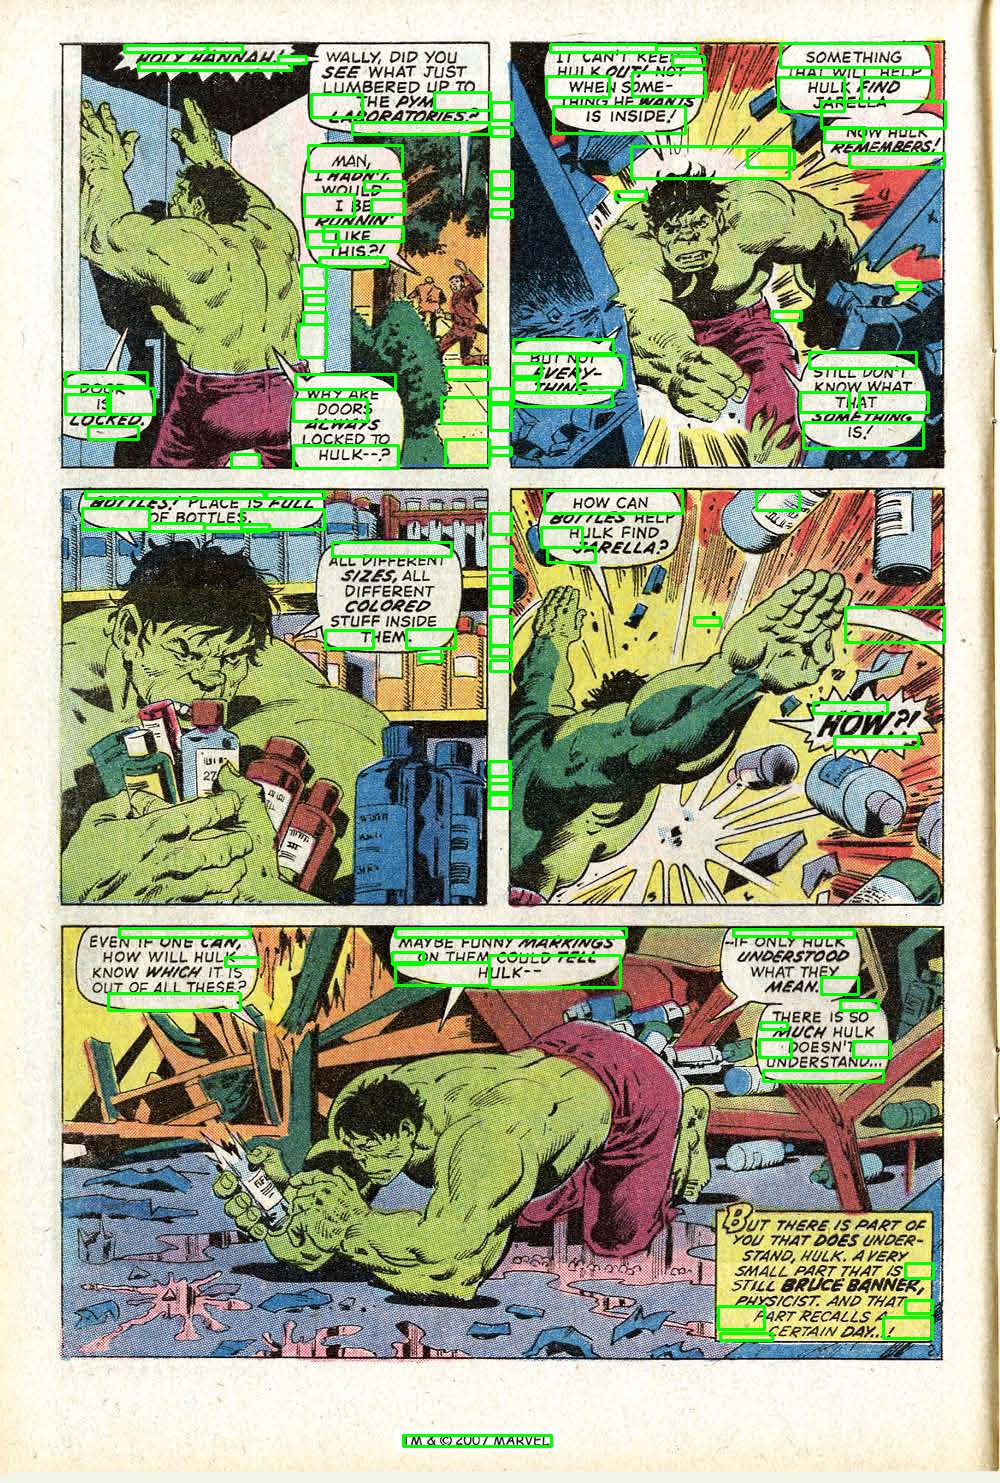 HOLY HANNAH!
WALLY, DID YOU
SEE WHAT JUST
LUMBERED UP TO
THE PYM
LABORATORIES?
MAN,
I HADN'T.
WOULD
I BE
RUNNIN'
LIKE
THIS?!
DOOR
IS
LOCKED.
WHY ARE
DOORS
ALWAYS
LOCKED TO
HULK--?
IT CAN'T KEEP
HULK OUT! NOT
WHEN SOME-
THING HE WANTS
IS INSIDE!
SOMETHING
THAT WILL HELP
HULK FIND
JARELLA
NOW HULK
REMEMBERS!
BUT NOT
EVERY-
THING
STILL DON'T
KNOW WHAT
THAT
SOMETHING
IS!
BOTTLES! PLACE IS FULL
OF BOTTLES.
ALL DIFFERENT
SIZES, ALL
DIFFERENT
COLORED
STUFF INSIDE
THEM.
27
HOW CAN
BOTTLES HELP
HULK FIND
JARELLA?
HOW?!
EVEN IF ONE CAN,
HOW WILL HULK
KNOW WHICH IT IS
OUT OF ALL THESE?
MAYBE FUNNY MARKINGS
ON THEM COULD TELL
HULK--
--IF ONLY HULK
UNDERSTOOD
WHAT THEY
MEAN.
THERE IS SO
MUCH HULK
DOESN'T
UNDERSTAND...
BUT THERE IS PART OF
YOU THAT DOES UNDER-
STAND, HULK. A VERY
SMALL PART THAT IS
STILL BRUCE BANNER,
PHYSICIST. AND THAT
PART RECALLS A
CERTAIN DAY...!
TM & © 2007 MARVEL